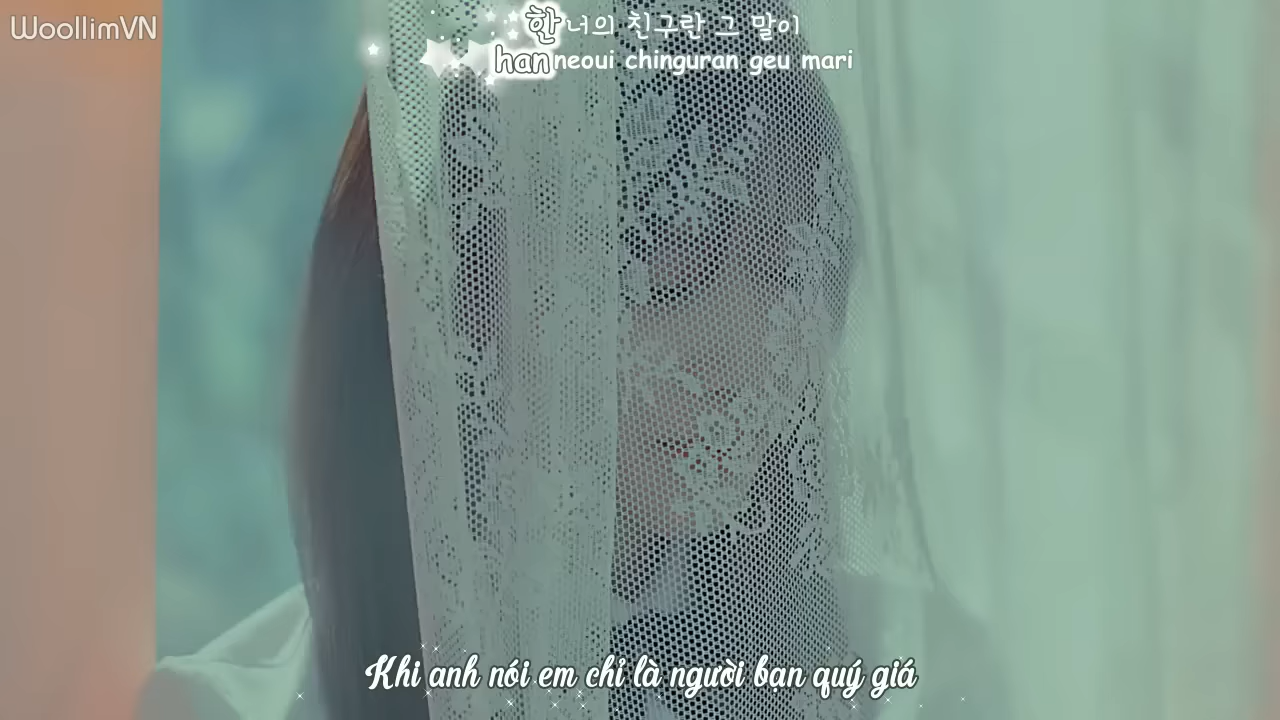 WoollimVN
한 너의 친구란 그 말이
han neoui chinguran geu mari
Khi anh nói em chỉ là người bạn quý giá